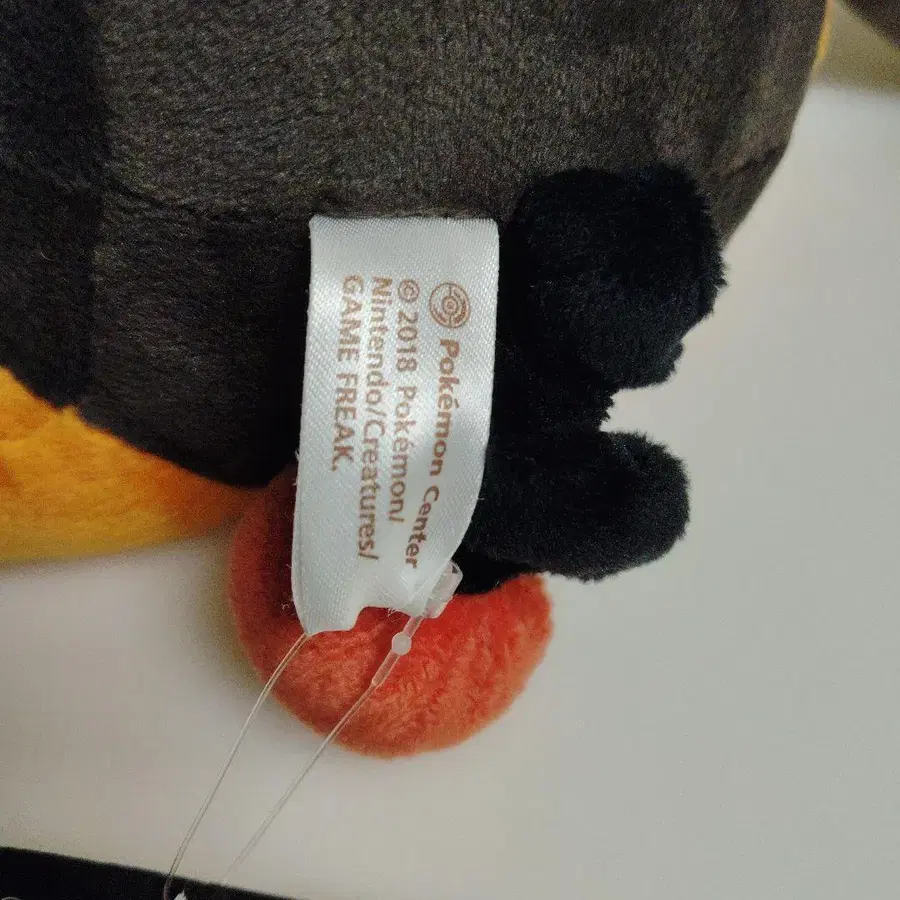 Pokémon Center
© 2018 Pokémon/
Nintendo/Creatures/
GAME FREAK.